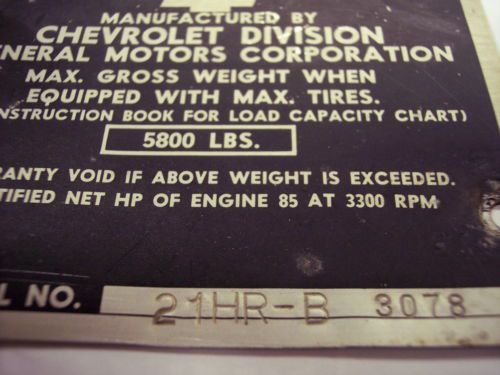 MANUFACTURED BY
CHEVROLET DIVISION
ENERAL MOTORS CORPORATION
MAX. GROSS WEIGHT WHEN
EQUIPPED WITH MAX. TIRES.
NSTRUCTION BOOK FOR LOAD CAPACITY CHART)
5800 LBS.
RANTY VOID IF ABOVE WEIGHT IS EXCEEDED.
TIFIED NET HP OF ENGINE 85 AT 3300 RPM
L NO. 21HR-B 3078